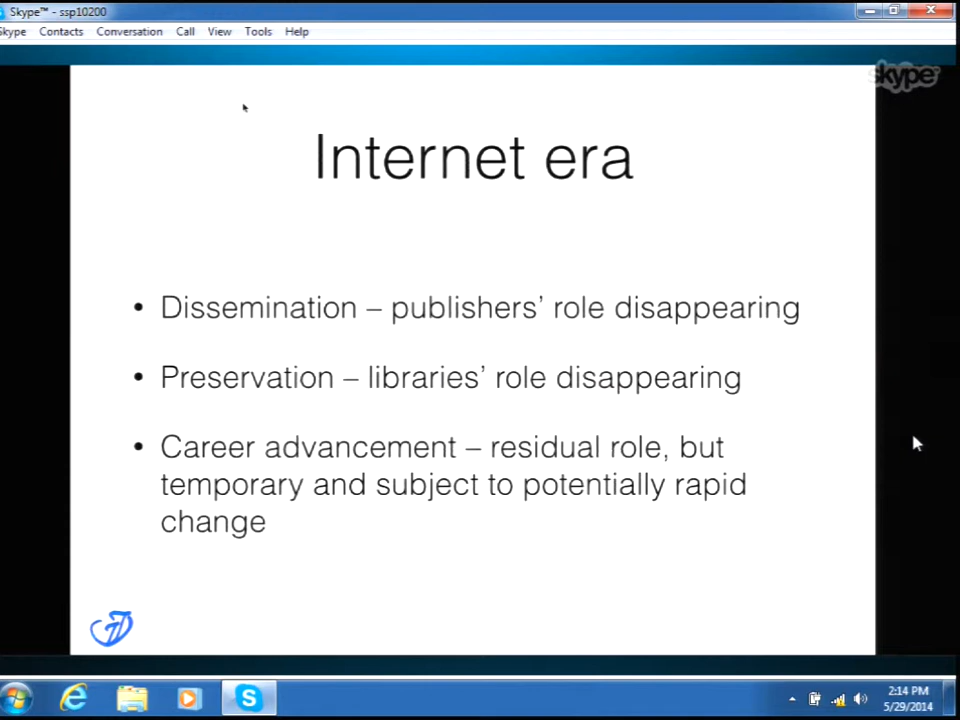 Skype™ - ssp10200
Skype Contacts Conversation Call View Tools Help
skype
Internet era
• Dissemination – publishers’ role disappearing
• Preservation – libraries’ role disappearing
• Career advancement – residual role, but
temporary and subject to potentially rapid
change
2:14 PM
5/29/2014